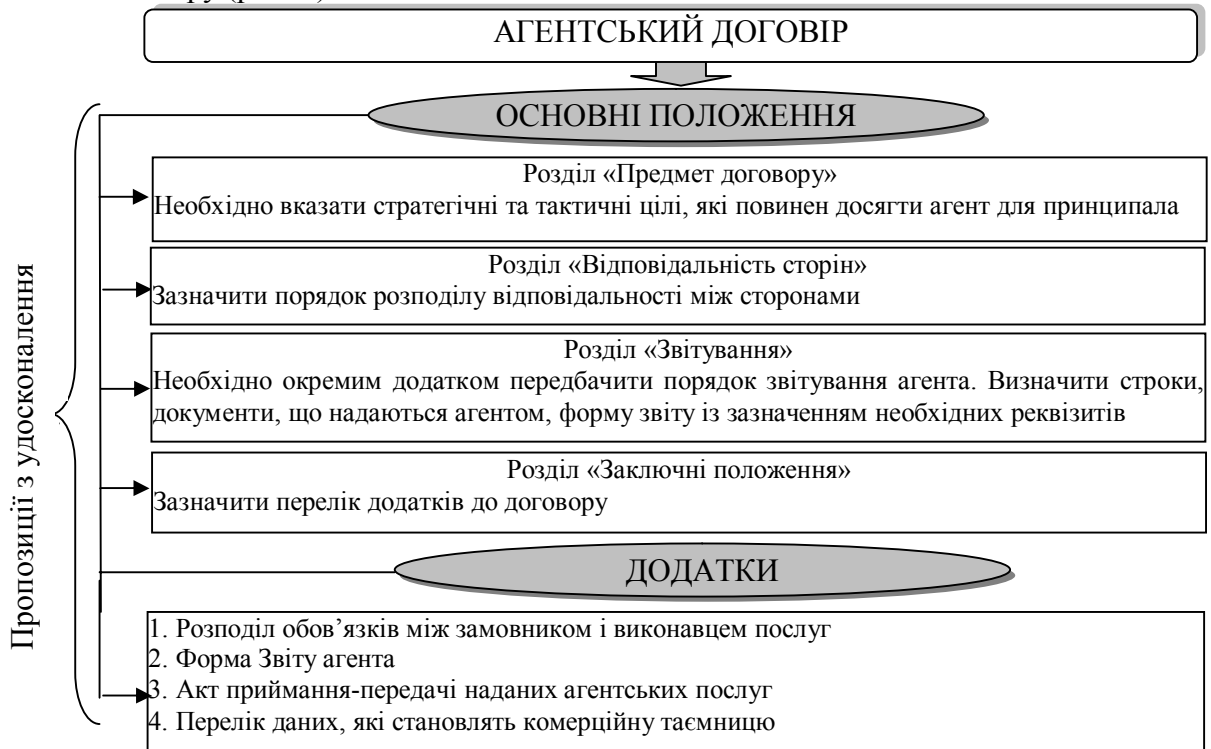 АГЕНТСЬКИЙ ДОГОВІР
ОСНОВНІ ПОЛОЖЕННЯ
Розділ «Предмет договору»
Необхідно вказати стратегічні та тактичні цілі, які повинен досягти агент для принципала
Розділ «Відповідальність сторін»
Зазначити порядок розподілу відповідальності між сторонами
Розділ «Звітування»
Необхідно окремим додатком передбачити порядок звітування агента. Визначити строки,
документи, що надаються агентом, форму звіту із зазначенням необхідних реквізитів
Розділ «Заключні положення»
Зазначити перелік додатків до договору
ДОДАТКИ
1. Розподіл обов’язків між замовником і виконавцем послуг
2. Форма Звіту агента
3. Акт приймання-передачі наданих агентських послуг
4. Перелік даних, які становлять комерційну таємницю
Пропозиції з удосконалення